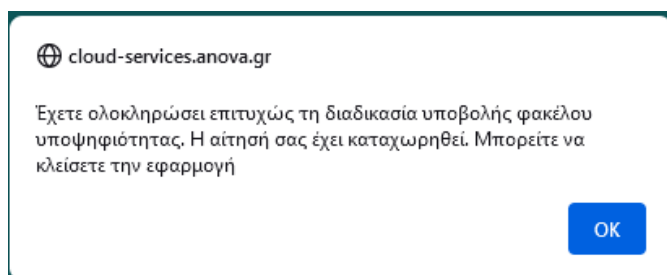 cloud-services.anova.gr
Έχετε ολοκληρώσει επιτυχώς τη διαδικασία υποβολής φακέλου
υποψηφιότητας. Η αίτησή σας έχει καταχωρηθεί. Μπορείτε να
κλείσετε την εφαρμογή
OK